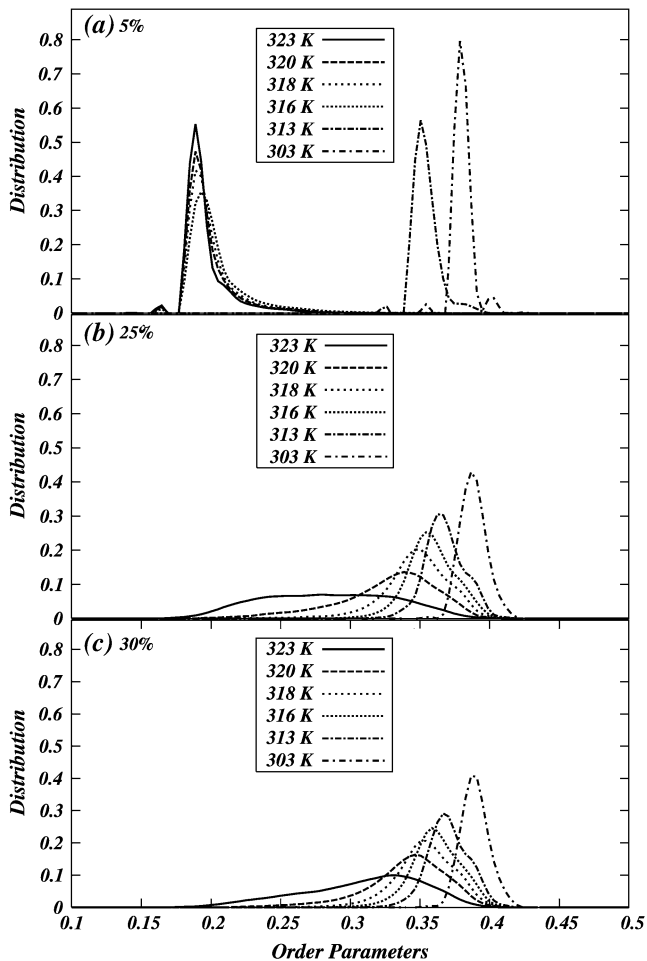 (a) 5%
323 K
320 K
318 K
316 K
313 K
303 K
0.8
0.7
0.6
0.5
0.4
0.3
0.2
0.1
0
Distribution
(b) 25%
323 K
320 K
318 K
316 K
313 K
303 K
0.8
0.7
0.6
0.5
0.4
0.3
0.2
0.1
0
Distribution
(c) 30%
323 K
320 K
318 K
316 K
313 K
303 K
0.8
0.7
0.6
0.5
0.4
0.3
0.2
0.1
0
Distribution
0.1 0.15 0.2 0.25 0.3 0.35 0.4 0.45 0.5
Order Parameters